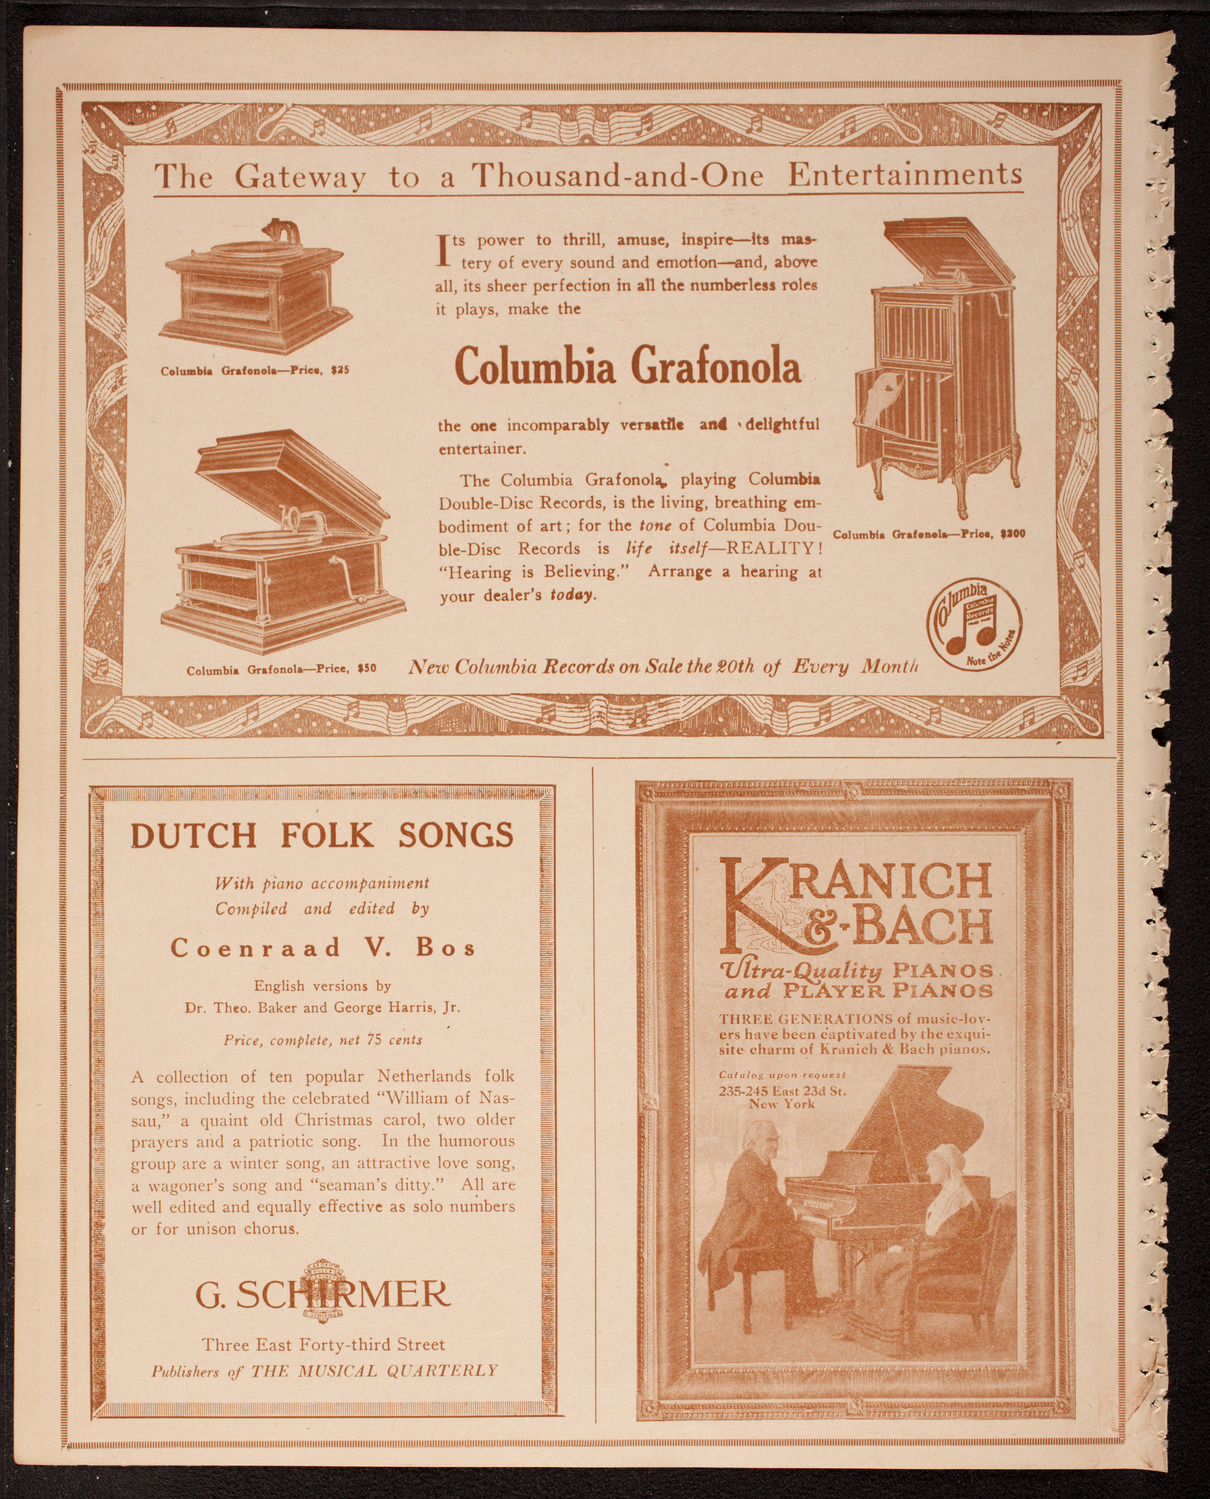 The Gateway to a Thousand-and-One Entertainments
Columbia Grafonola—Price, $25
Columbia Grafonola—Price, $50
Its power to thrill, amuse, inspire—its mas-
tery of every sound and emotion—and, above
all, its sheer perfection in all the numberless roles
it plays, make the
Columbia Grafonola
the one incomparably versatile and delightful
entertainer.
The Columbia Grafonola, playing Columbia
Double-Disc Records, is the living, breathing em-
bodiment of art; for the tone of Columbia Dou-
ble-Disc Records is life itself—REALITY!
"Hearing is Believing." Arrange a hearing at
your dealer's today.
Columbia Grafonola—Price, $200
Columbia
Columbia
Records
Note the Notes
New Columbia Records on Sale the 20th of Every Month
DUTCH FOLK SONGS
With piano accompaniment
Compiled and edited by
Coenraad V. Bos
English versions by
Dr. Theo. Baker and George Harris, Jr.
Price, complete, net 75 cents
A collection of ten popular Netherlands folk
songs, including the celebrated "William of Nas-
sau," a quaint old Christmas carol, two older
prayers and a patriotic song. In the humorous
group are a winter song, an attractive love song,
a wagoner's song and "seaman's ditty." All are
well edited and equally effective as solo numbers
or for unison chorus.
G. SCHIRMER
Three East Forty-third Street
Publishers of THE MUSICAL QUARTERLY
KRANICH
&-BACH
Ultra-Quality PIANOS
and PLAYER PIANOS
THREE GENERATIONS of music-lov-
ers have been captivated by the exqui-
site charm of Kranich & Bach pianos.
Catalog upon request
235-245 East 23d St.
New York